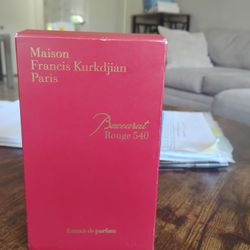 Maison
Francis Kurkdjian
Paris
Baccarat
Rouge 540
Extrait de parfum